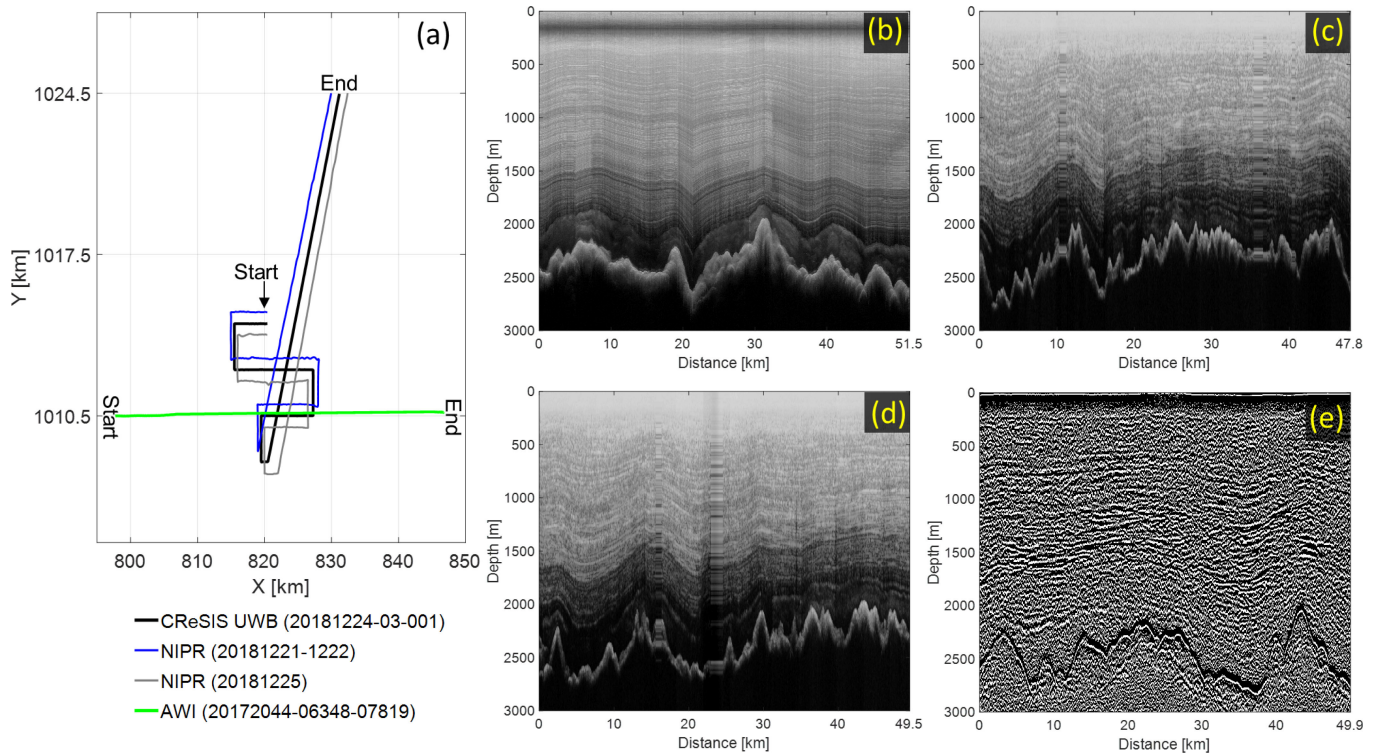 (a)
1024.5
1017.5
1010.5
Y [km]
End
Start
Start
End
800
810
820
830
840
850
X [km]
CReSIS UWB (20181224-03-001)
NIPR (20181221-1222)
NIPR (20181225)
AWI (20172044-06348-07819)
(b)
0
500
1000
1500
2000
2500
3000
Depth [m]
0
10
20
30
40
51.5
Distance [km]
(c)
0
500
1000
1500
2000
2500
3000
Depth [m]
0
10
20
30
40
47.8
Distance [km]
(d)
0
500
1000
1500
2000
2500
3000
Depth [m]
0
10
20
30
40
49.5
Distance [km]
(e)
0
500
1000
1500
2000
2500
3000
Depth [m]
0
10
20
30
40
49.9
Distance [km]